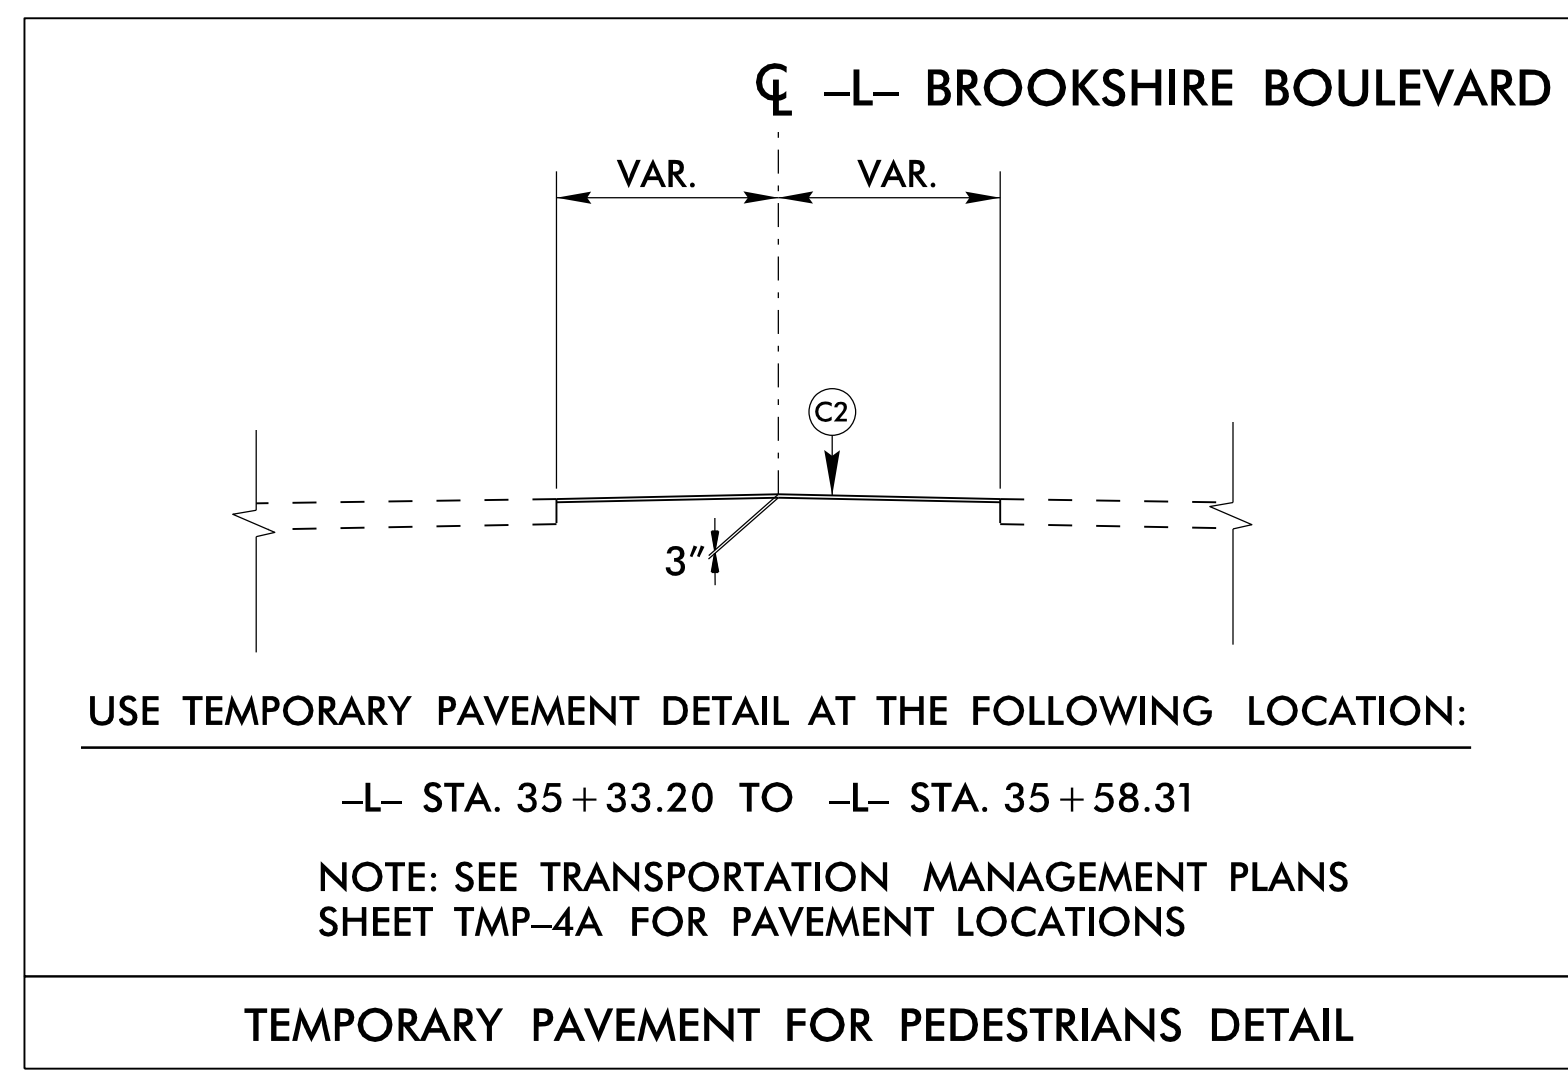 ℄ –L– BROOKSHIRE BOULEVARD
VAR. VAR.
C2
3"
USE TEMPORARY PAVEMENT DETAIL AT THE FOLLOWING LOCATION:
–L– STA. 35+33.20 TO –L– STA. 35+58.31
NOTE: SEE TRANSPORTATION MANAGEMENT PLANS
SHEET TMP–4A FOR PAVEMENT LOCATIONS
TEMPORARY PAVEMENT FOR PEDESTRIANS DETAIL